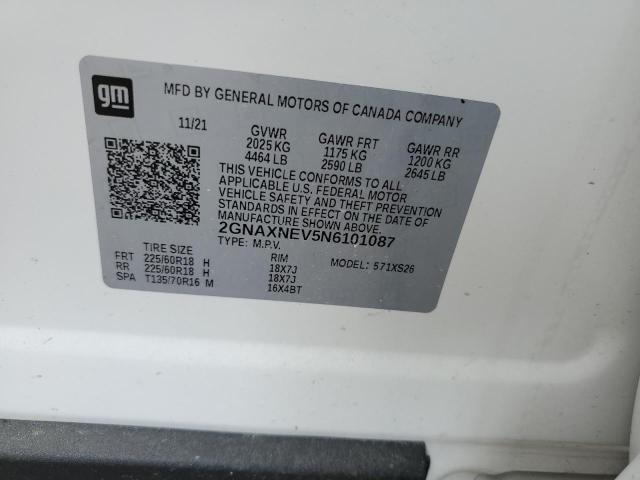 gm
MFD BY GENERAL MOTORS OF CANADA COMPANY
11/21 GVWR GAWR FRT GAWR RR
2025 KG 1175 KG 1200 KG
4464 LB 2590 LB 2645 LB
THIS VEHICLE CONFORMS TO ALL
APPLICABLE U.S. FEDERAL MOTOR
VEHICLE SAFETY AND THEFT PREVENTION
STANDARDS IN EFFECT ON THE DATE OF
MANUFACTURE SHOWN ABOVE.
2GNAXNEV5N6101087
TYPE: M.P.V. MODEL: 571XS26
TIRE SIZE RIM
FRT 225/60R18 H 18X7J
RR 225/60R18 H 18X7J
SPA T135/70R16 M 16X4BT